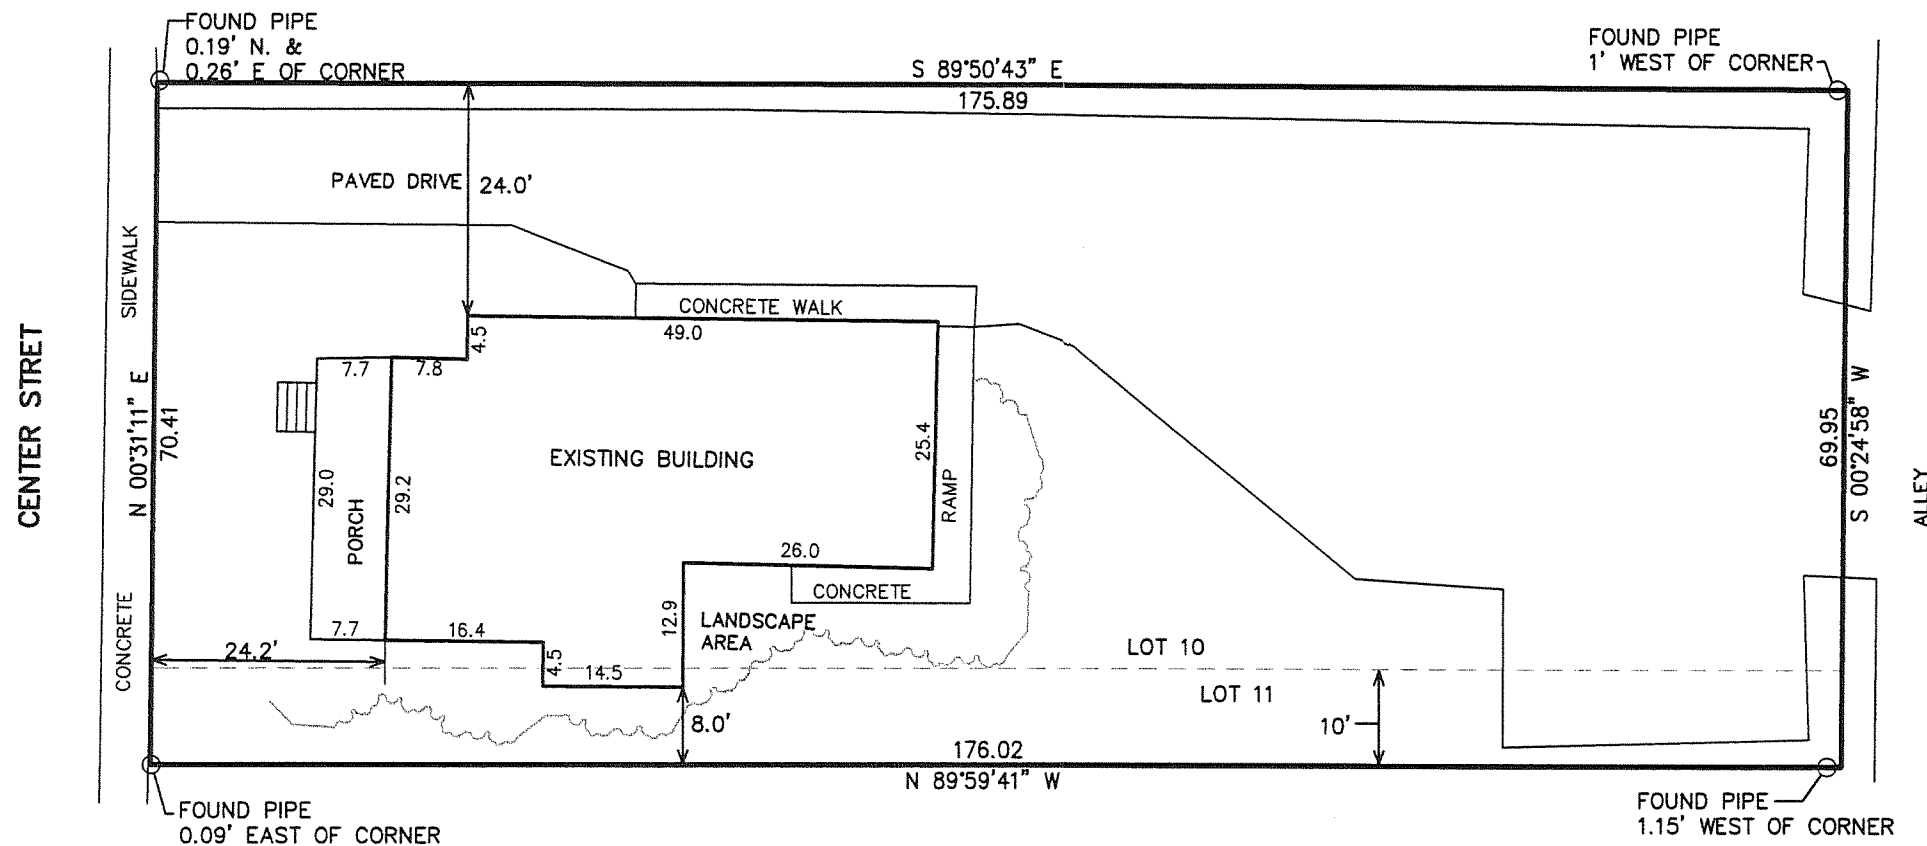 FOUND PIPE
0.19' N. &
0.26' E OF CORNER
S 89°50'43" E
175.89
FOUND PIPE
1' WEST OF CORNER
PAVED DRIVE
24.0'
SIDEWALK
CONCRETE WALK
49.0
4.5
7.7
7.8
CENTER STRET
N 00°31'11" E
70.41
29.0
PORCH
29.2
EXISTING BUILDING
25.4
RAMP
26.0
CONCRETE
12.9
LANDSCAPE
AREA
69.95
S 00°24'58" W
ALLEY
CONCRETE
7.7
16.4
24.2'
4.5
14.5
LOT 10
LOT 11
8.0'
10'
176.02
N 89°59'41" W
FOUND PIPE
0.09' EAST OF CORNER
FOUND PIPE
1.15' WEST OF CORNER